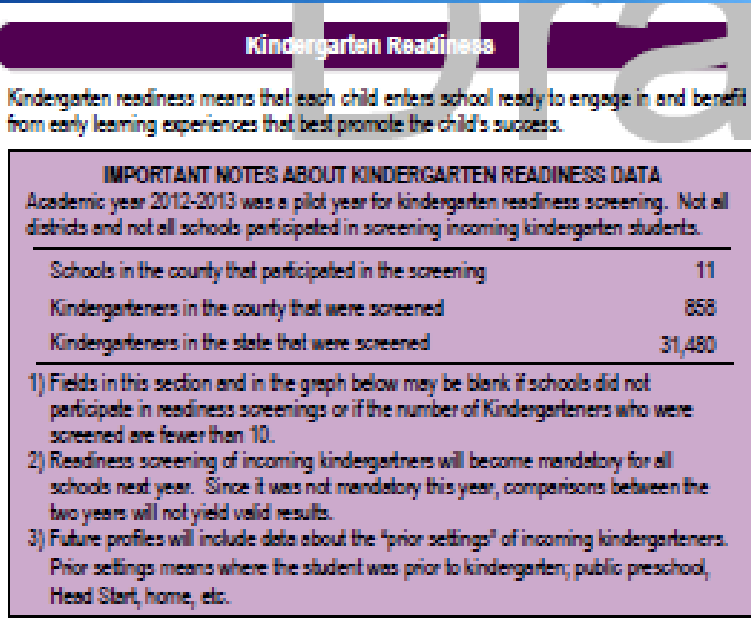 Dra
Kindergarten Readiness
Kindergarten readiness means that each child enters school ready to engage in and benefit
from early learning experiences that best promote the child's success.
IMPORTANT NOTES ABOUT KINDERGARTEN READINESS DATA
Academic year 2012-2013 was a pilot year for kindergarten readiness screening. Not all
districts and not all schools participated in screening incoming kindergarten students.
Schools in the county that participated in the screening 11
Kindergarteners in the county that were screened 858
Kindergarteners in the state that were screened 31,480
1) Fields in this section and in the graph below may be blank if schools did not
participate in readiness screenings or if the number of Kindergarteners who were
screened are fewer than 10.
2) Readiness screening of incoming kindergartners will become mandatory for all
schools next year. Since it was not mandatory this year, comparisons between the
two years will not yield valid results.
3) Future profiles will include data about the "prior settings" of incoming kindergarteners.
Prior settings means where the student was prior to kindergarten; public preschool,
Head Start, home, etc.